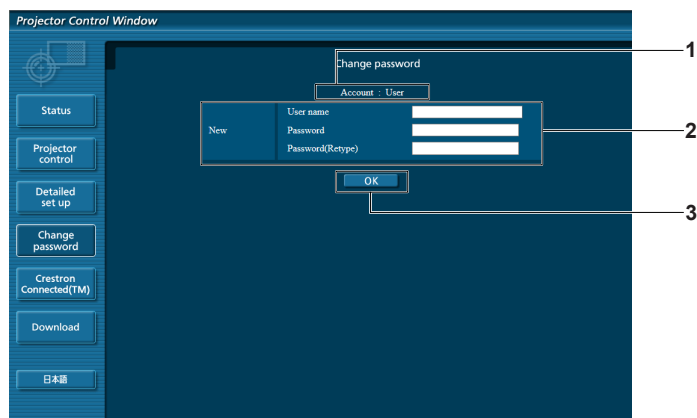 Projector Control Window
Change password
Account : User
New
User name
Password
Password(Retype)
OK
Status
Projector
control
Detailed
set up
Change
password
Crestron
Connected(TM)
Download
日本語
1
2
3